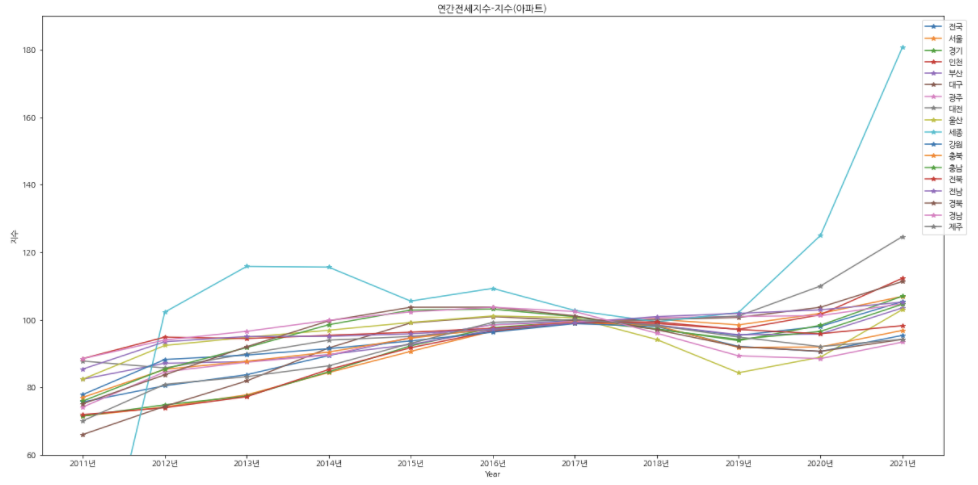 연간전세지수-지수(아파트)
180
160
140
120
100
80
60
지수
2011년 2012년 2013년 2014년 2015년 2016년 2017년 2018년 2019년 2020년 2021년
Year
전국
서울
경기
인천
부산
대구
광주
대전
울산
세종
강원
충북
충남
전북
전남
경북
경남
제주